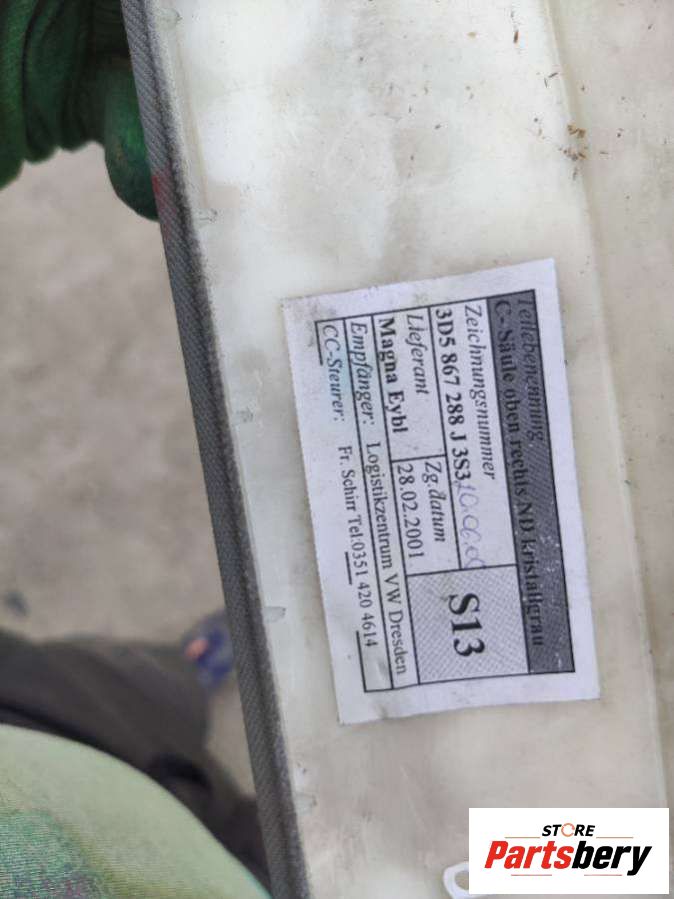 Teilebenennung
C-Säule oben rechts ND kristallgrau
Zeichnungsnummer
3D5 867 288 J 3S3
S13
Lieferant
Zg.datum
Magna Eybl
28.02.2001
Empfänger: Logistikzentrum VW Dresden
CC-Steurer: Fr. Schirr Tel:0351 420 4614
STORE
Partsbery